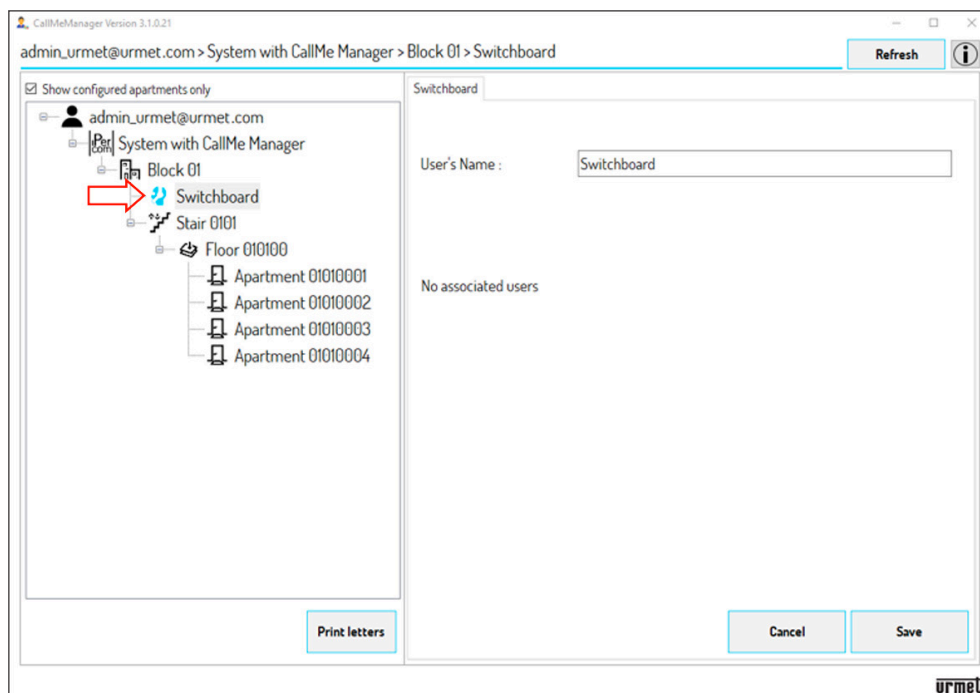 CallMeManager Version 3.1.0.21
admin_urmet@urmet.com > System with CallMe Manager > Block 01 > Switchboard
Refresh
i
Show configured apartments only
admin_urmet@urmet.com
Per com System with CallMe Manager
Block 01
Switchboard
Stair 0101
Floor 010100
Apartment 01010001
Apartment 01010002
Apartment 01010003
Apartment 01010004
Print letters
Switchboard
User's Name : Switchboard
No associated users
Cancel
Save
urmet